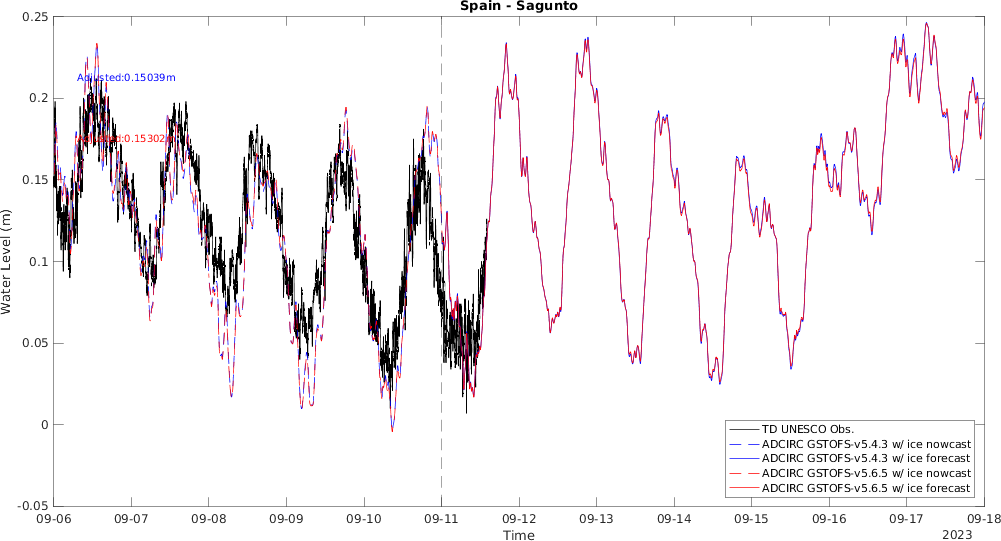 Spain - Sagunto
0.25
0.2
0.15
0.1
0.05
0
-0.05
Water Level (m)
Adjusted:0.15039m
:0.15302
09-06
09-07
09-08
09-09
09-10
09-11
09-12
09-13
09-14
09-15
09-16
09-17
09-18
Time
2023
TD UNESCO Obs.
ADCIRC GSTOFS-v5.4.3 w/ ice nowcast
ADCIRC GSTOFS-v5.4.3 w/ ice forecast
ADCIRC GSTOFS-v5.6.5 w/ ice nowcast
ADCIRC GSTOFS-v5.6.5 w/ ice forecast